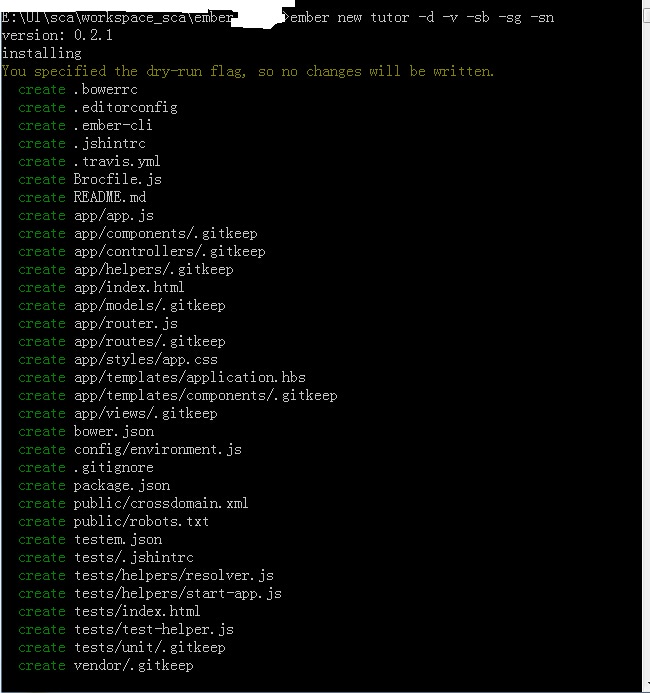 E:\UI\sca\workspace_sca\ember >ember new tutor -d -v -sb -sg -sn
version: 0.2.1
installing
You specified the dry-run flag, so no changes will be written.
create .bowerrc
create .editorconfig
create .ember-cli
create .jshintrc
create .travis.yml
create Brocfile.js
create README.md
create app/app.js
create app/components/.gitkeep
create app/controllers/.gitkeep
create app/helpers/.gitkeep
create app/index.html
create app/models/.gitkeep
create app/router.js
create app/routes/.gitkeep
create app/styles/app.css
create app/templates/application.hbs
create app/templates/components/.gitkeep
create app/views/.gitkeep
create bower.json
create config/environment.js
create .gitignore
create package.json
create public/crossdomain.xml
create public/robots.txt
create testem.json
create tests/.jshintrc
create tests/helpers/resolver.js
create tests/helpers/start-app.js
create tests/index.html
create tests/test-helper.js
create tests/unit/.gitkeep
create vendor/.gitkeep